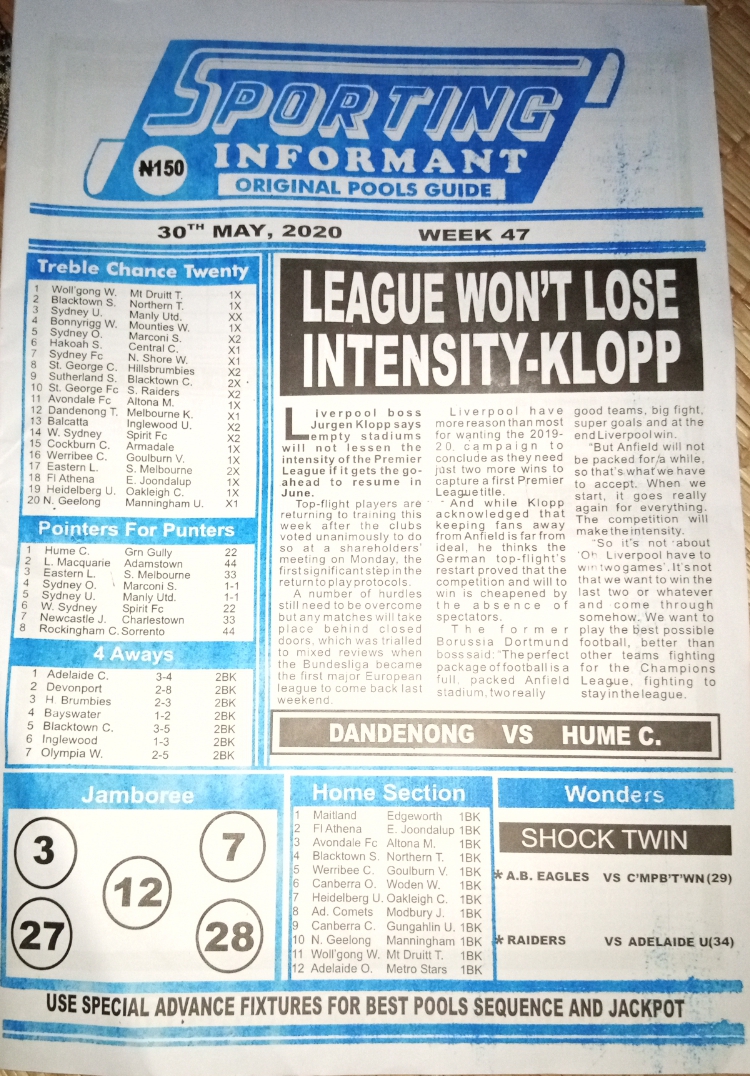 SPORTING
INFORMANT
₦150
ORIGINAL POOLS GUIDE
30TH MAY, 2020 WEEK 47
Treble Chance Twenty
1 Woll'gong W. Mt Druitt T. 1X
2 Blacktown S. Northern T. 1X
3 Sydney U. Manly Utd. XX
4 Bonnyrigg W. Mounties W. 1X
5 Sydney O. Marconi S. X2
6 Hakoah S. Central C. X1
7 Sydney Fc N. Shore W. X1
8 St. George C. Hillsbrumbies X2
9 Sutherland S. Blacktown C. 2X
10 St. George Fc S. Raiders X2
11 Avondale Fc Altona M. 1X
12 Dandenong T. Melbourne K. X1
13 Balcatta Inglewood U. X2
14 W. Sydney Spirit Fc X2
15 Cockburn C. Armadale 1X
16 Werribee C. Goulburn V. 1X
17 Eastern L. S. Melbourne 2X
18 Fl Athena E. Joondalup 1X
19 Heidelberg U. Oakleigh C. 1X
20 N. Geelong Manningham U. X1
Pointers For Punters
1 Hume C. Grn Gully 22
2 L. Macquarie Adamstown 44
3 Eastern L. S. Melbourne 33
4 Sydney O. Marconi S. 1-1
5 Sydney U. Manly Utd. 1-1
6 W. Sydney Spirit Fc 22
7 Newcastle J. Charlestown 33
8 Rockingham C. Sorrento 44
4 Aways
1 Adelaide C. 3-4 2BK
2 Devonport 2-8 2BK
3 H. Brumbies 2-3 2BK
4 Bayswater 1-2 2BK
5 Blacktown C. 3-5 2BK
6 Inglewood 1-3 2BK
7 Olympia W. 2-5 2BK
LEAGUE WON'T LOSE
INTENSITY-KLOPP
Liverpool boss
Jurgen Klopp says
empty stadiums
will not lessen the
intensity of the Premier
League if it gets the go-
ahead to resume in
June.
Top-flight players are
returning to training this
week after the clubs
voted unanimously to do
so at a shareholders'
meeting on Monday, the
first significant step in the
return to play protocols.
A number of hurdles
still need to be overcome
but any matches will take
place behind closed
doors, which was trialled
to mixed reviews when
the Bundesliga became
the first major European
league to come back last
weekend.
Liverpool have
more reason than most
for wanting the 2019-
20 campaign to
conclude as they need
just two more wins to
capture a first Premier
League title.
And while Klopp
acknowledged that
keeping fans away
from Anfield is far from
ideal, he thinks the
German top-flight's
restart proved that the
competition and will to
win is cheapened by
the absence of
spectators.
The former
Borussia Dortmund
boss said: "The perfect
package of football is a
full, packed Anfield
stadium, two really
good teams, big fight,
super goals and at the
end Liverpool win.
"But Anfield will not
be packed for a while,
so that's what we have
to accept. When we
start, it goes really
again for everything.
The competition will
make the intensity.
"So it's not about
'Oh Liverpool have to
win two games'. It's not
that we want to win the
last two or whatever
and come through
somehow. We want to
play the best possible
football, better than
other teams fighting
for the Champions
League, fighting to
stay in the league.
DANDENONG VS HUME C.
Jamboree
3 7
12
27 28
Home Section
1 Maitland Edgeworth 1BK
2 Fl Athena E. Joondalup 1BK
3 Avondale Fc Altona M. 1BK
4 Blacktown S. Northern T. 1BK
5 Werribee C. Goulburn V. 1BK
6 Canberra O. Woden W. 1BK
7 Heidelberg U. Oakleigh C. 1BK
8 Ad. Comets Modbury J. 1BK
9 Canberra C. Gungahlin U. 1BK
10 N. Geelong Manningham 1BK
11 Woll'gong W. Mt Druitt T. 1BK
12 Adelaide O. Metro Stars 1BK
Wonders
SHOCK TWIN
* A.B. EAGLES VS C'MPB'T'WN (29)
* RAIDERS VS ADELAIDE U(34)
USE SPECIAL ADVANCE FIXTURES FOR BEST POOLS SEQUENCE AND JACKPOT